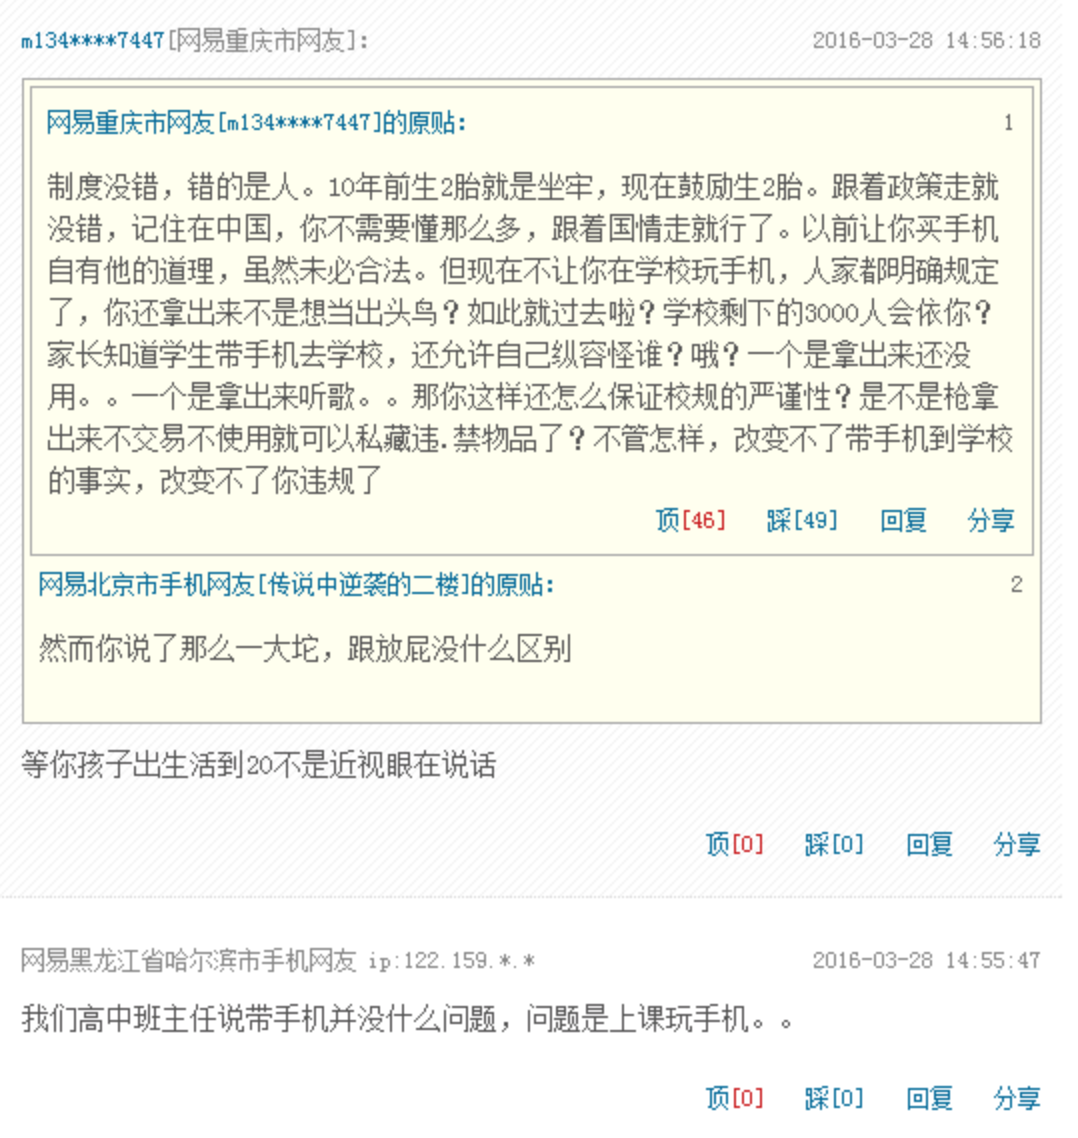 m134****7447[网易重庆市网友]: 2016-03-28 14:56:18
网易重庆市网友[m134****7447]的原贴: 1
制度没错，错的是人。10年前生2胎就是坐牢，现在鼓励生2胎。跟着政策走就
没错，记住在中国，你不需要懂那么多，跟着国情走就行了。以前让你买手机
自有他的道理，虽然未必合法。但现在不让你在学校玩手机，人家都明确规定
了，你还拿出来不是想当出头鸟？如此就过去啦？学校剩下的3000人会依你？
家长知道学生带手机去学校，还允许自己纵容怪谁？哦？一个是拿出来还没
用。。一个是拿出来听歌。。那你这样还怎么保证校规的严谨性？是不是枪拿
出来不交易不使用就可以私藏违.禁物品了？不管怎样，改变不了带手机到学校
的事实，改变不了你违规了
顶[46] 踩[49] 回复 分享
网易北京市手机网友[传说中逆袭的二楼]的原贴: 2
然而你说了那么一大坨，跟放屁没什么区别
等你孩子出生活到20不是近视眼在说话
顶[0] 踩[0] 回复 分享
网易黑龙江省哈尔滨市手机网友 ip:122.159.*.* 2016-03-28 14:55:47
我们高中班主任说带手机并没什么问题，问题是上课玩手机。。
顶[0] 踩[0] 回复 分享